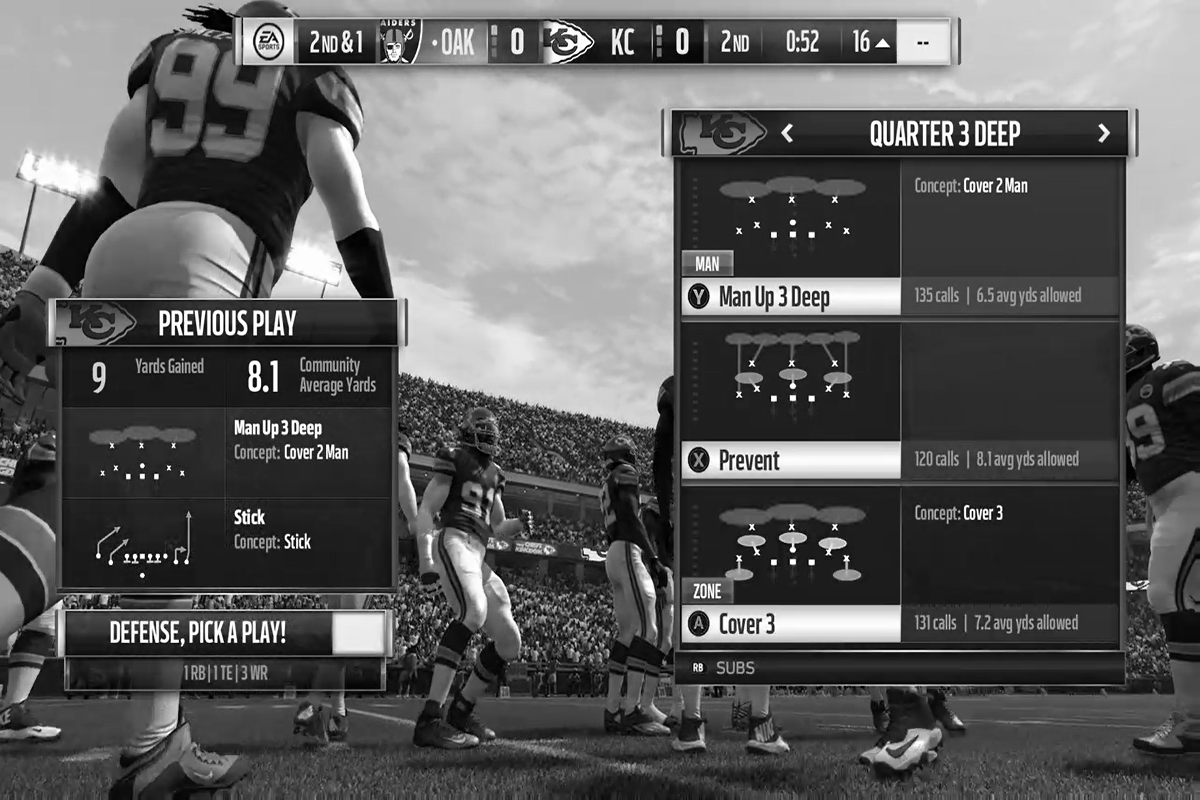 EA SPORTS
2ND & 1
RAIDERS
OAK
0
KC
KC
0
2ND
0:52
16
--
99
KC
QUARTER 3 DEEP
Concept: Cover 2 Man
MAN
Y Man Up 3 Deep
135 calls | 6.5 avg yds allowed
X Prevent
120 calls | 8.1 avg yds allowed
Concept: Cover 3
ZONE
A Cover 3
131 calls | 7.2 avg yds allowed
RB SUBS
KC
PREVIOUS PLAY
9 Yards Gained
8.1 Community
Average Yards
Man Up 3 Deep
Concept: Cover 2 Man
Stick
Concept: Stick
DEFENSE, PICK A PLAY!
1 RB | 1 TE | 3 WR